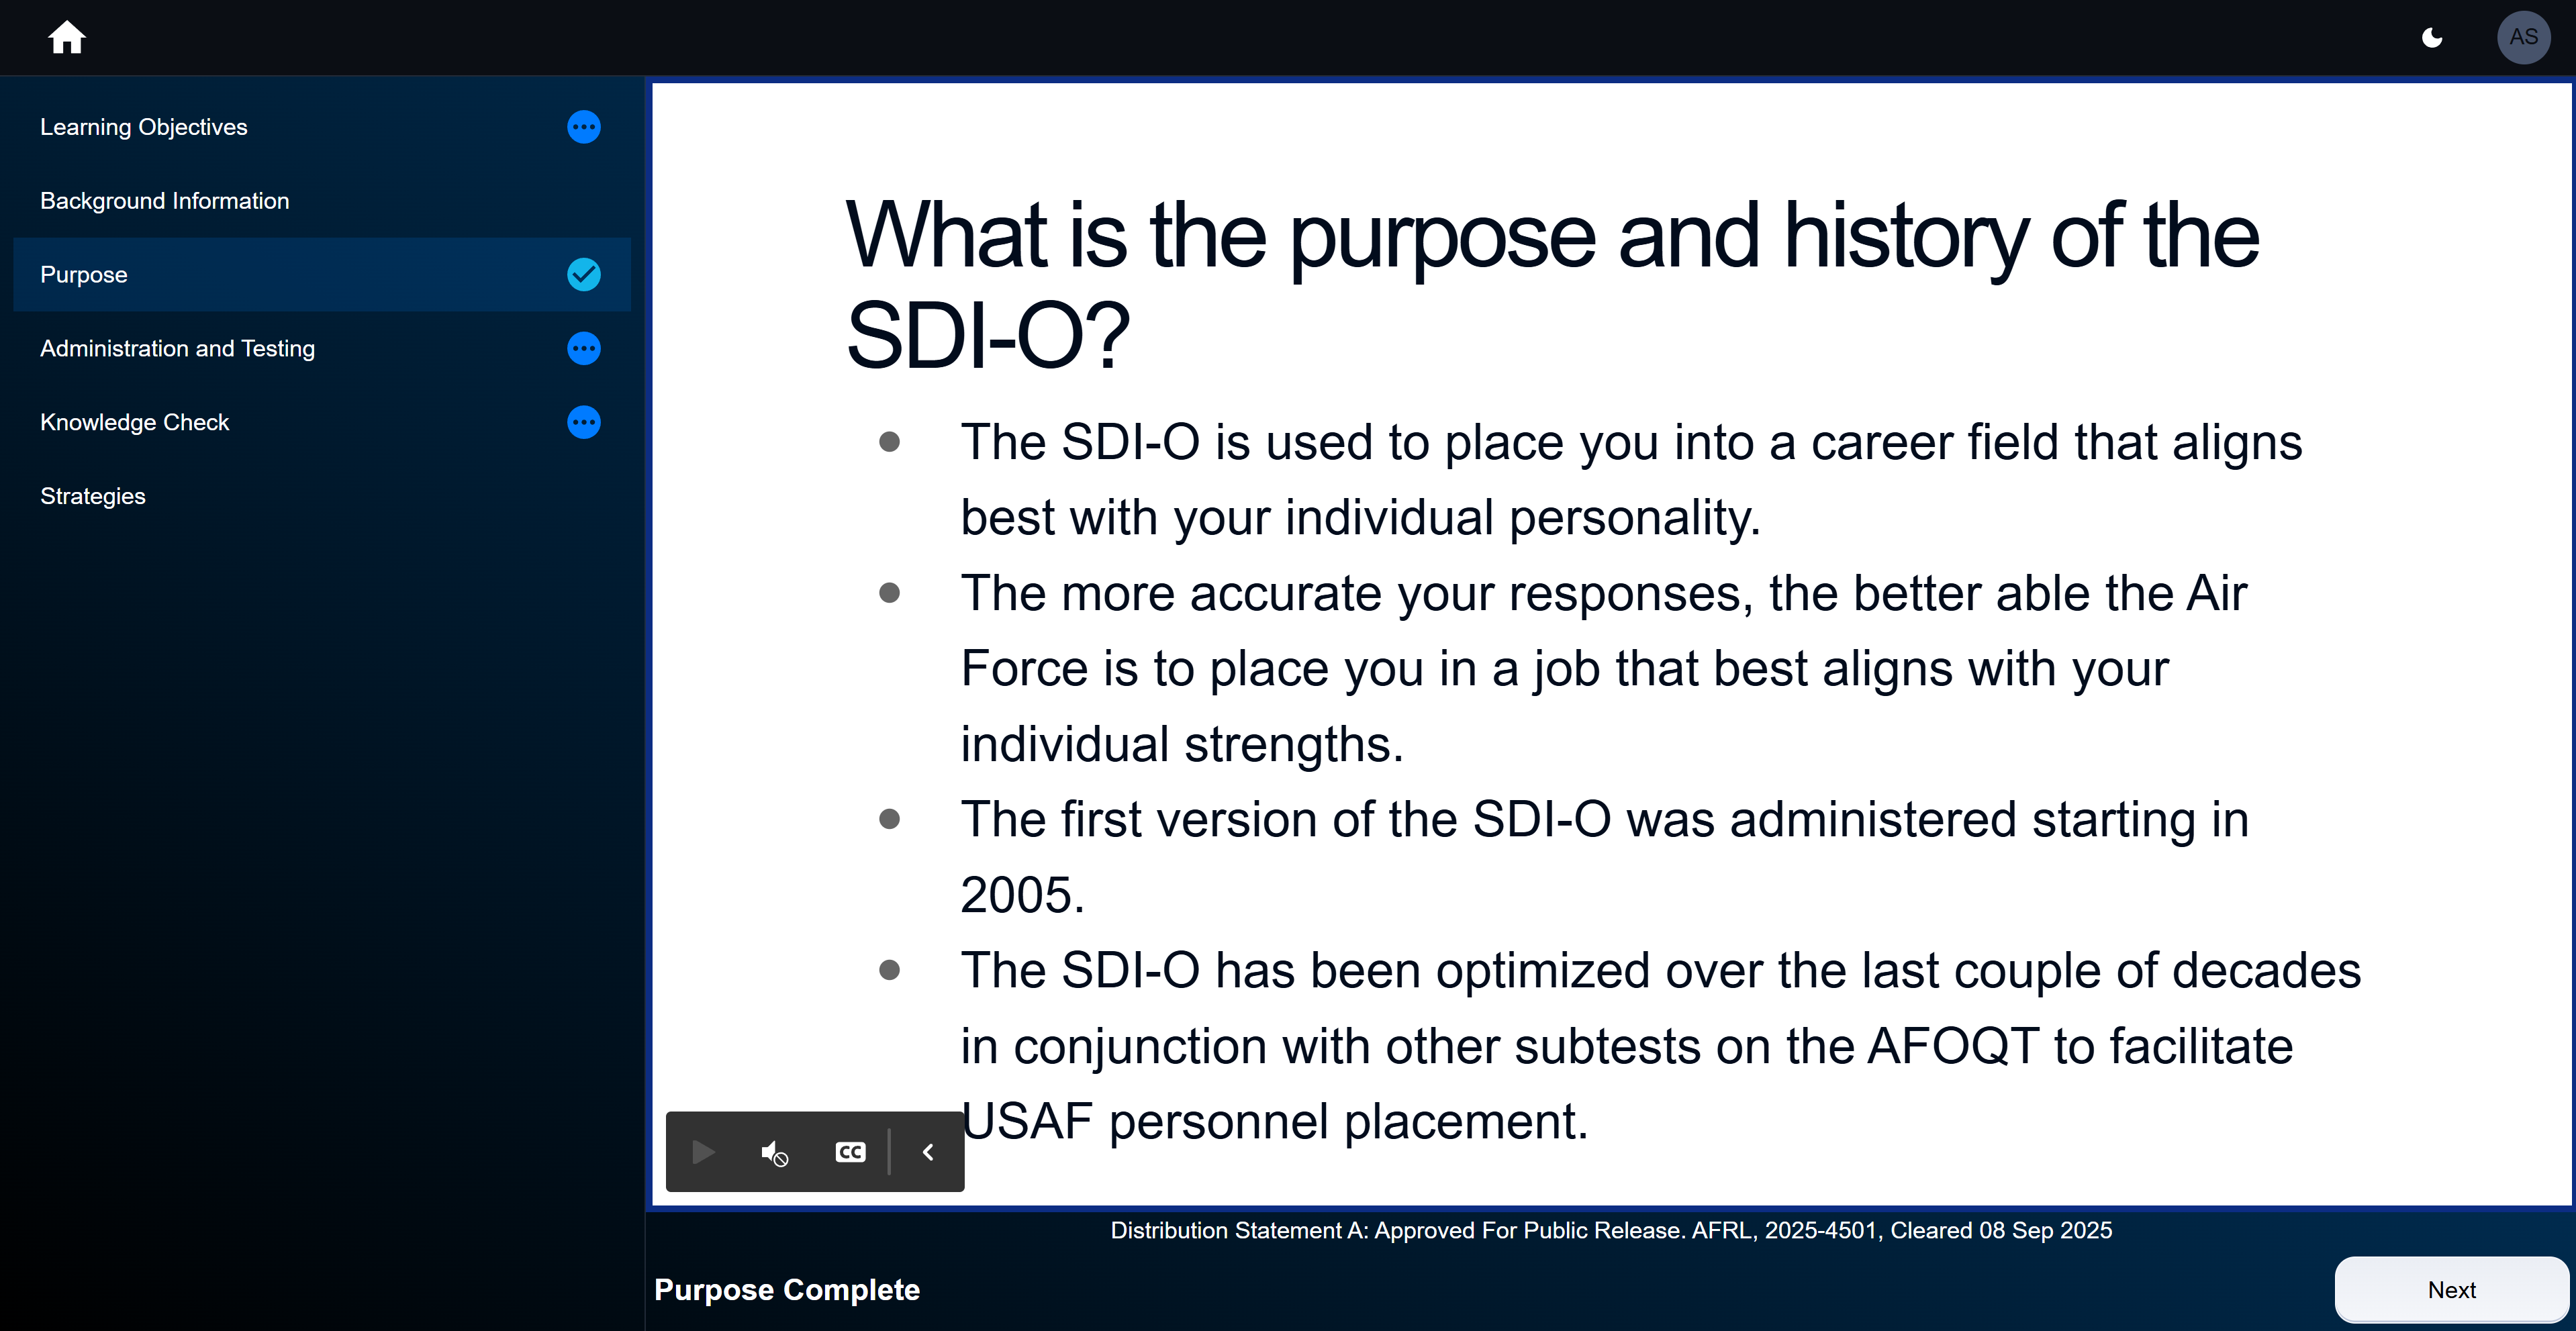 AS
Learning Objectives
Background Information
Purpose
Administration and Testing
Knowledge Check
Strategies
What is the purpose and history of the
SDI-O?
The SDI-O is used to place you into a career field that aligns
best with your individual personality.
The more accurate your responses, the better able the Air
Force is to place you in a job that best aligns with your
individual strengths.
The first version of the SDI-O was administered starting in
2005.
The SDI-O has been optimized over the last couple of decades
in conjunction with other subtests on the AFOQT to facilitate
USAF personnel placement.
CC
Distribution Statement A: Approved For Public Release. AFRL, 2025-4501, Cleared 08 Sep 2025
Purpose Complete
Next